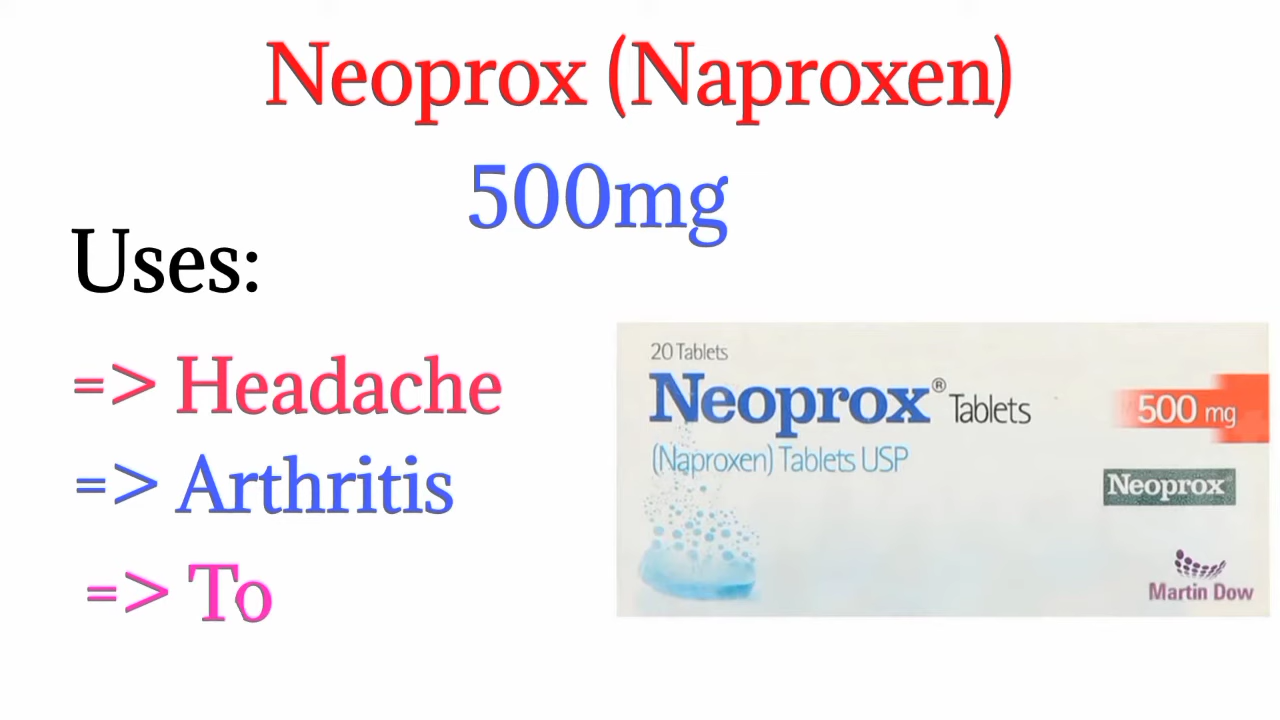 Neoprox (Naproxen)
500mg
Uses:
=> Headache
=> Arthritis
=> To
20 Tablets
Neoprox® Tablets
500 mg
(Naproxen) Tablets USP
Neoprox
Martin Dow